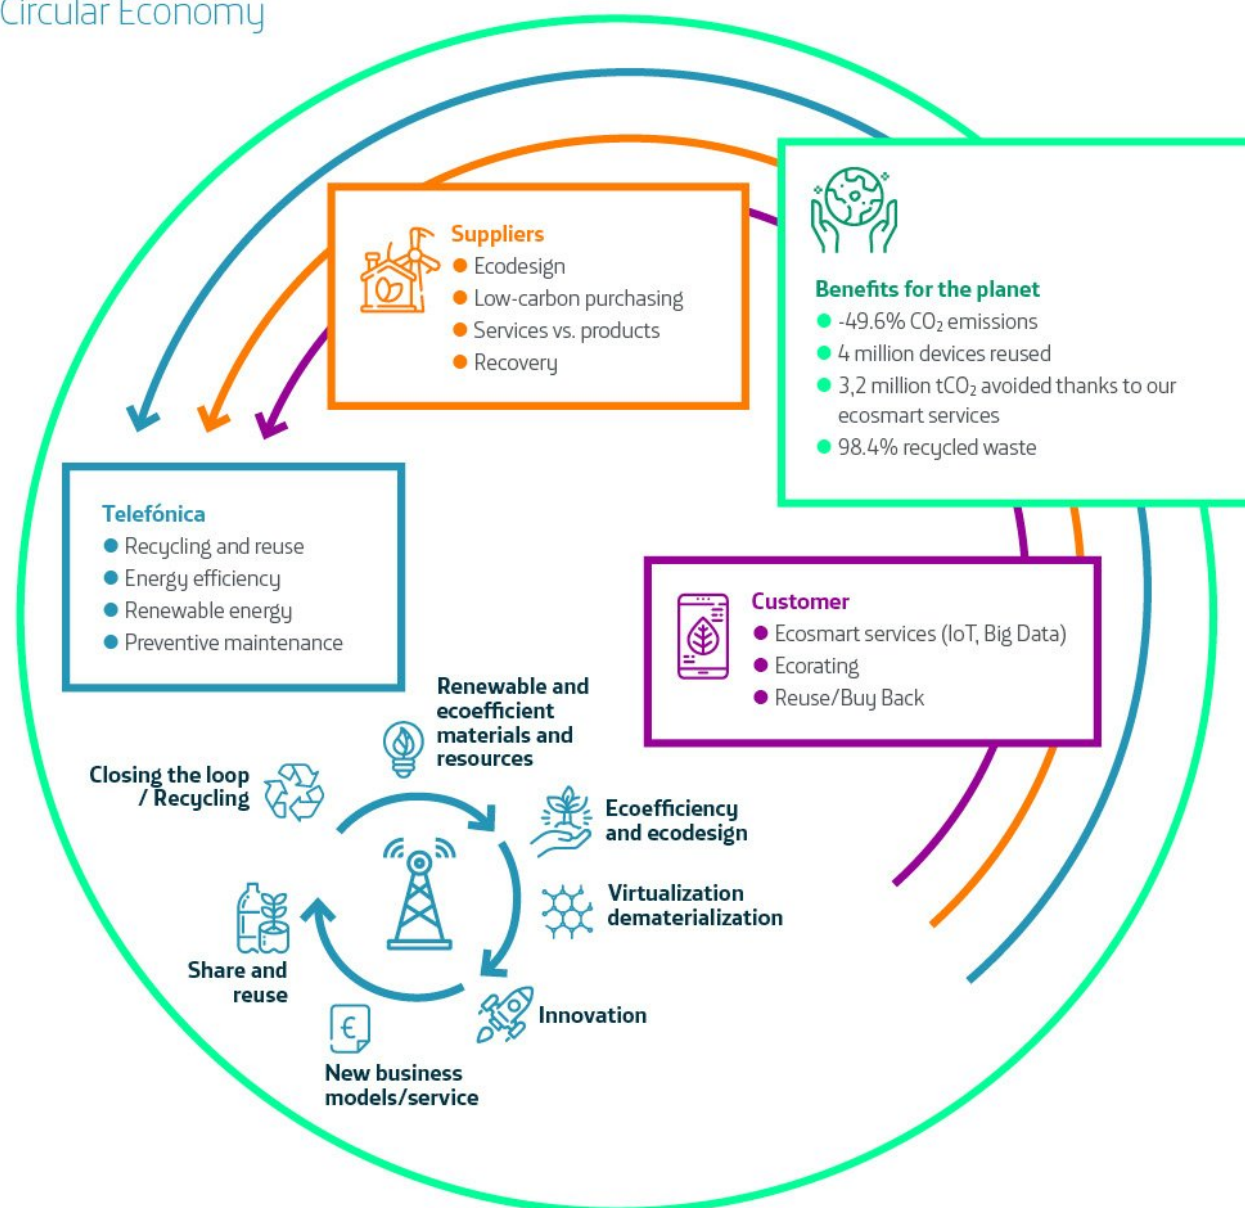 Circular Economy
Suppliers
Ecodesign
Low-carbon purchasing
Services vs. products
Recovery
Benefits for the planet
-49.6% CO₂ emissions
4 million devices reused
3,2 million tCO₂ avoided thanks to our
ecosmart services
98.4% recycled waste
Telefónica
Recycling and reuse
Energy efficiency
Renewable energy
Preventive maintenance
Customer
Ecosmart services (IoT, Big Data)
Ecorating
Reuse/Buy Back
Renewable and
ecoefficient
materials and
resources
Closing the loop
/ Recycling
Ecoefficiency
and ecodesign
Virtualization
dematerialization
Share and
reuse
Innovation
€
New business
models/service